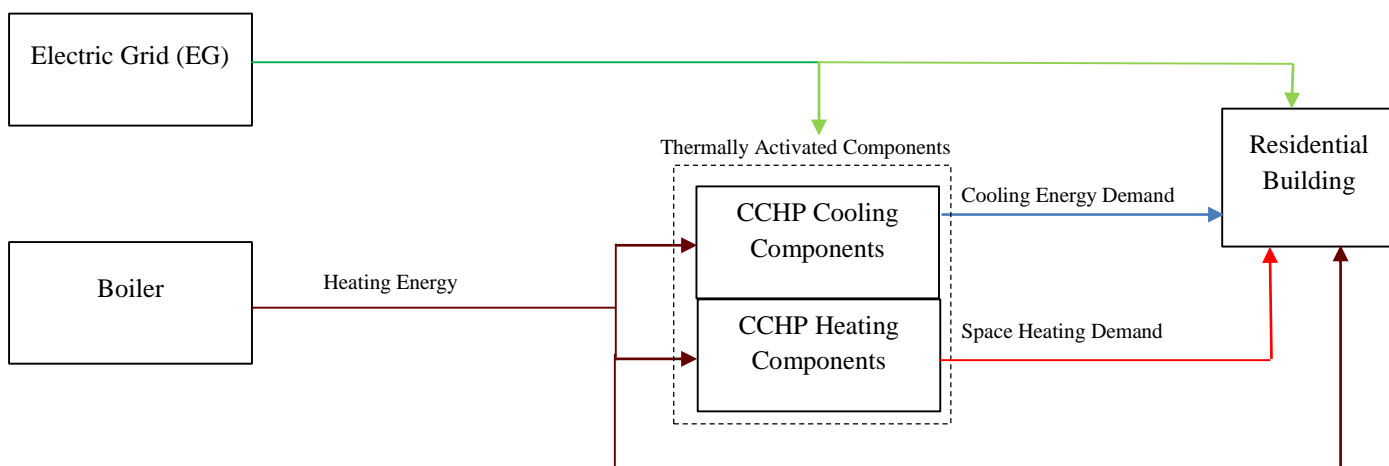 Electric Grid (EG)
Thermally Activated Components
Residential
Building
CCHP Cooling
Components
Cooling Energy Demand
Boiler
Heating Energy
CCHP Heating
Components
Space Heating Demand